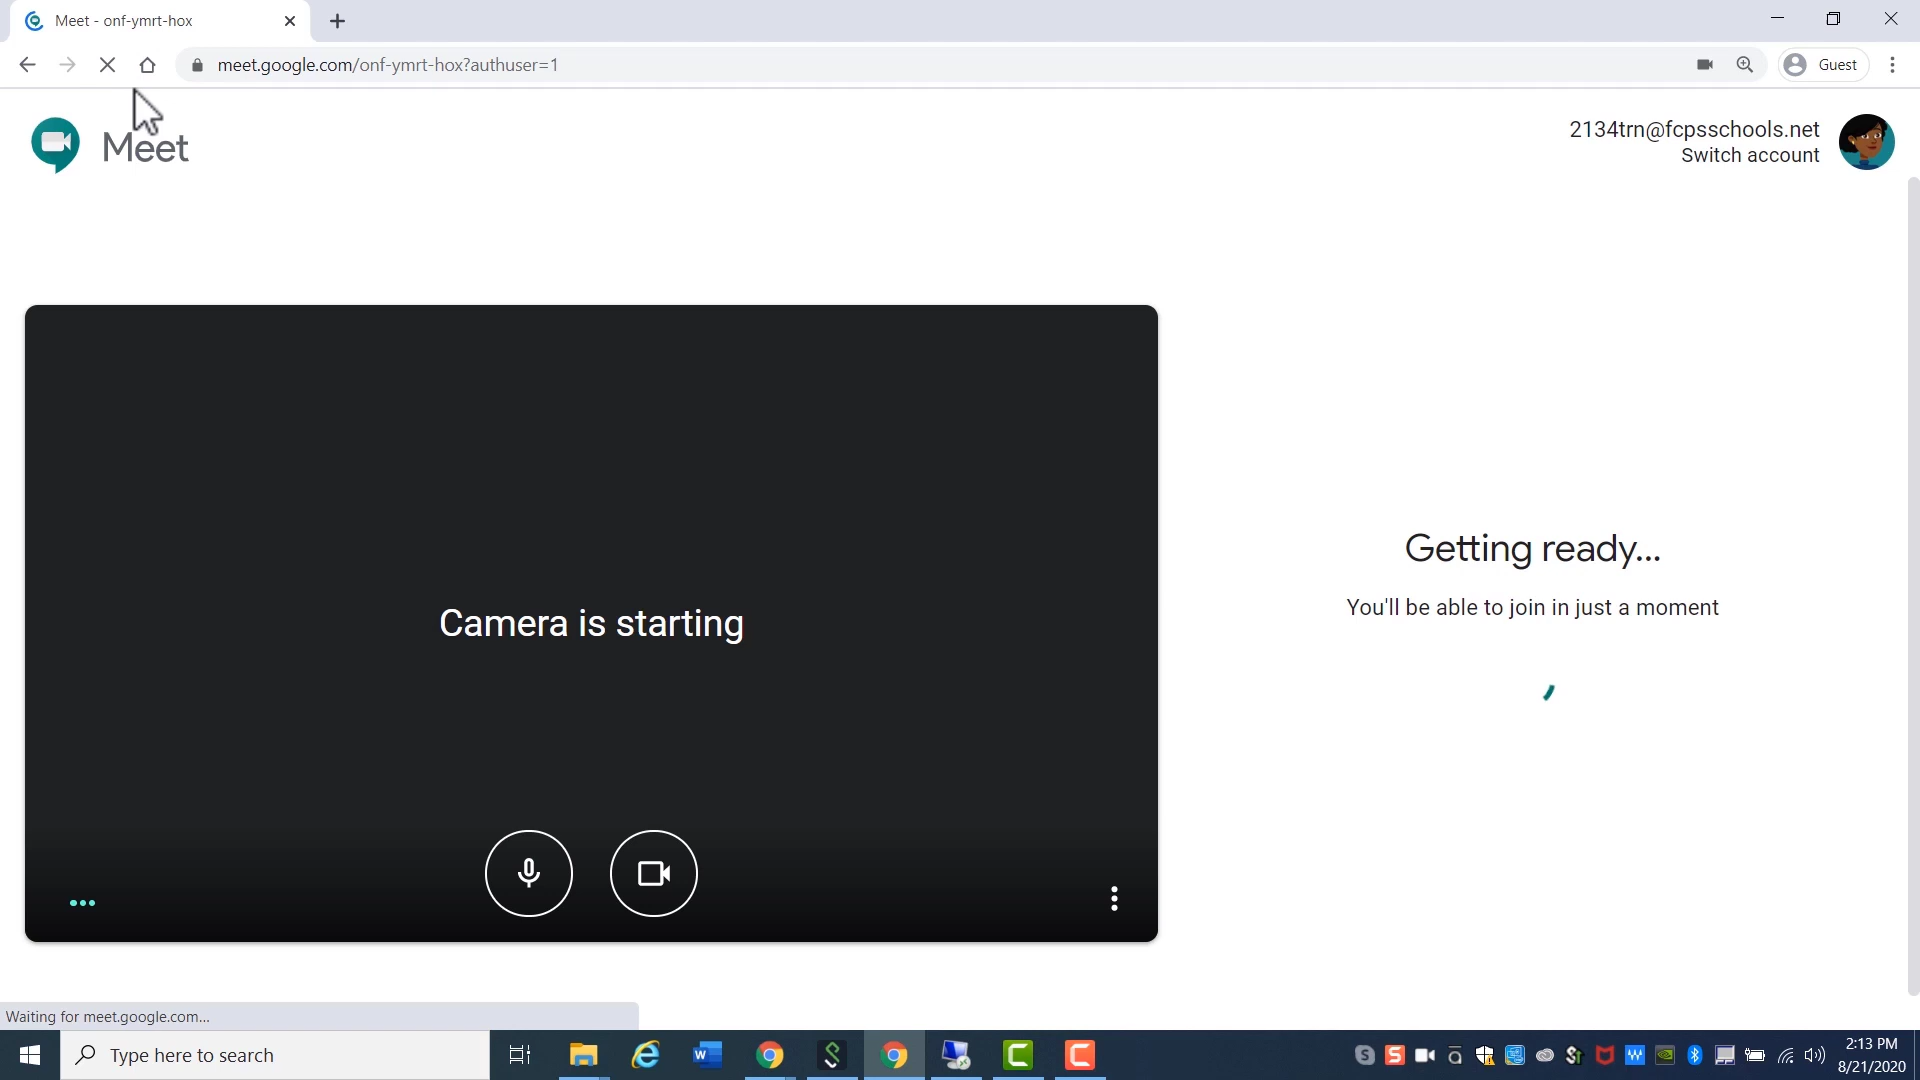 Meet - onf-ymrt-hox
meet.google.com/onf-ymrt-hox?authuser=1
Guest
Meet
2134trn@fcpsschools.net
Switch account
Camera is starting
Getting ready...
You'll be able to join in just a moment
Waiting for meet.google.com...
Type here to search
2:13 PM
8/21/2020